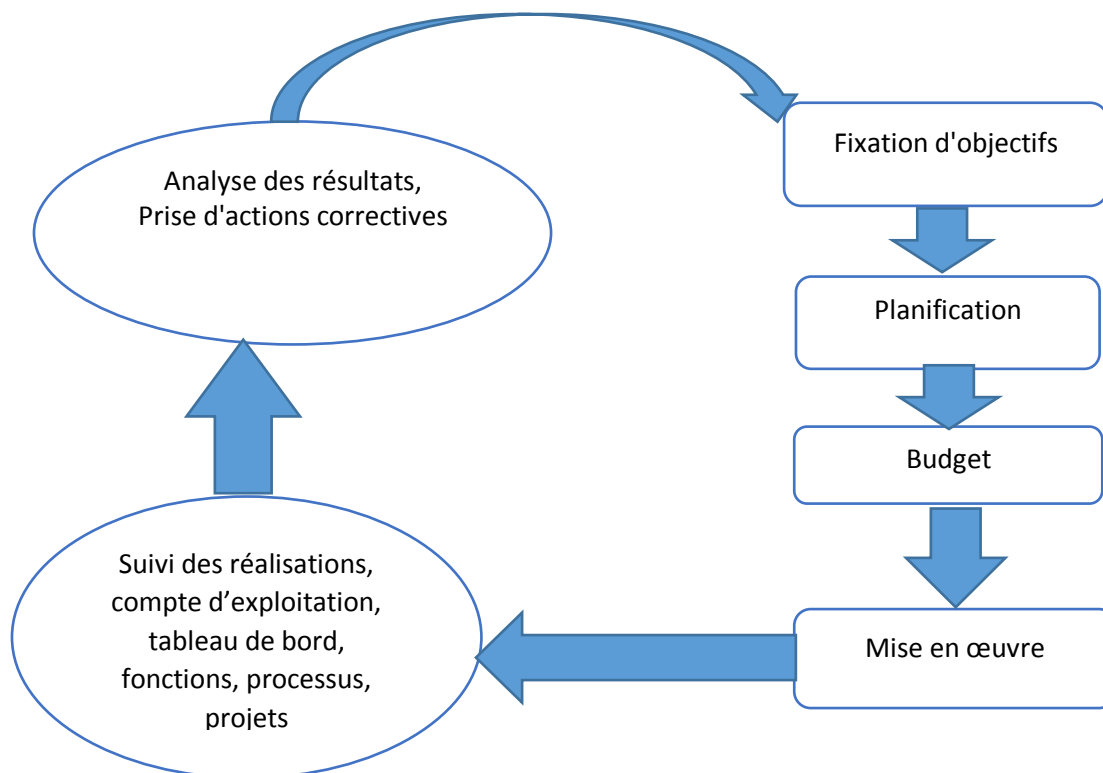 Fixation d'objectifs
Analyse des résultats,
Prise d'actions correctives
Planification
Budget
Suivi des réalisations,
compte d’exploitation,
tableau de bord,
fonctions, processus,
projets
Mise en œuvre